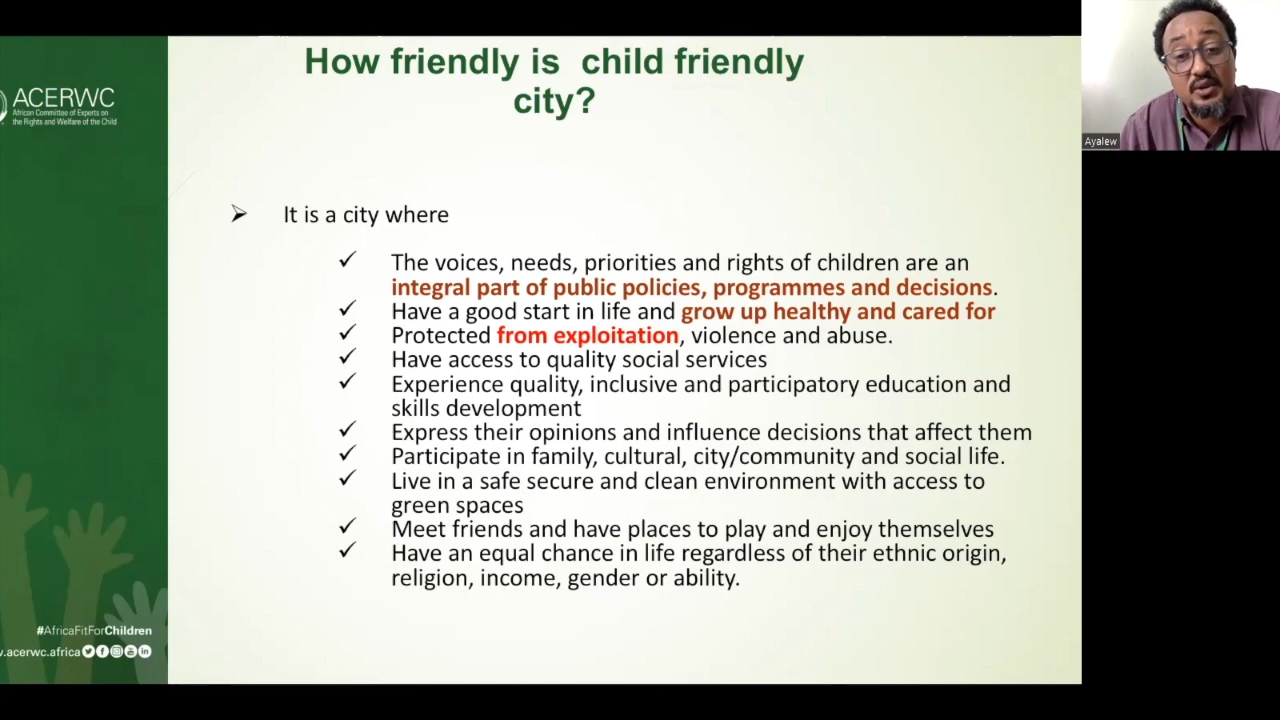 How friendly is child friendly
city?
ACERWC
African Committee of Experts on
the Rights and Welfare of the Child
Ayalew
It is a city where
The voices, needs, priorities and rights of children are an
integral part of public policies, programmes and decisions.
Have a good start in life and grow up healthy and cared for
Protected from exploitation, violence and abuse.
Have access to quality social services
Experience quality, inclusive and participatory education and
skills development
Express their opinions and influence decisions that affect them
Participate in family, cultural, city/community and social life.
Live in a safe secure and clean environment with access to
green spaces
Meet friends and have places to play and enjoy themselves
Have an equal chance in life regardless of their ethnic origin,
religion, income, gender or ability.
#AfricaFitForChildren
.acerwc.africa